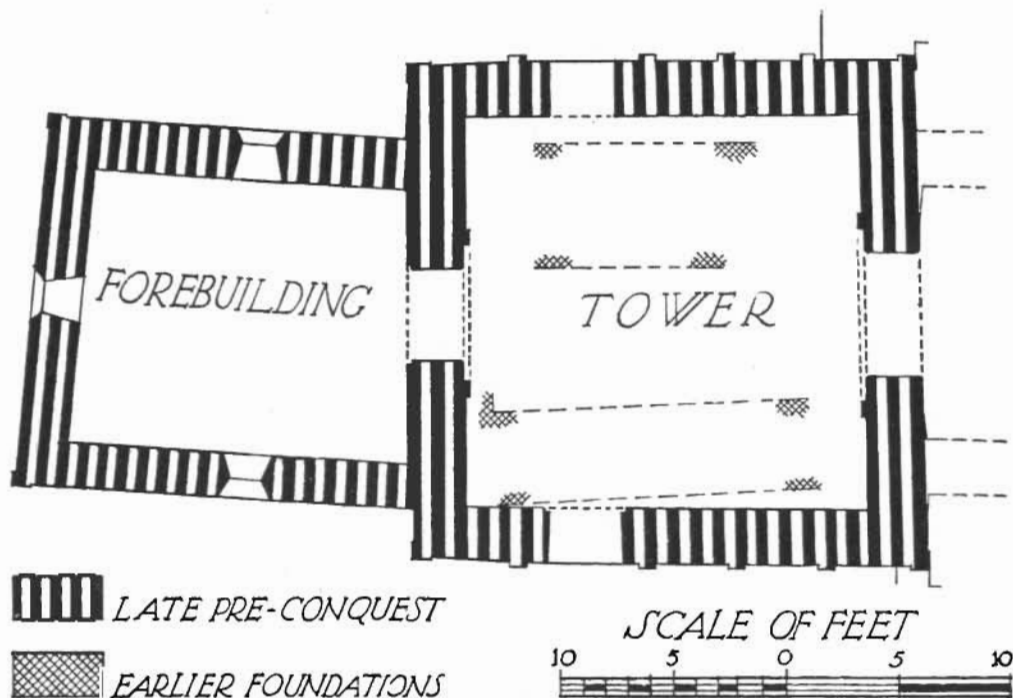 FOREBUILDING
TOWER
LATE PRE-CONQUEST
EARLIER FOUNDATIONS
SCALE OF FEET
10 5 0 5 10